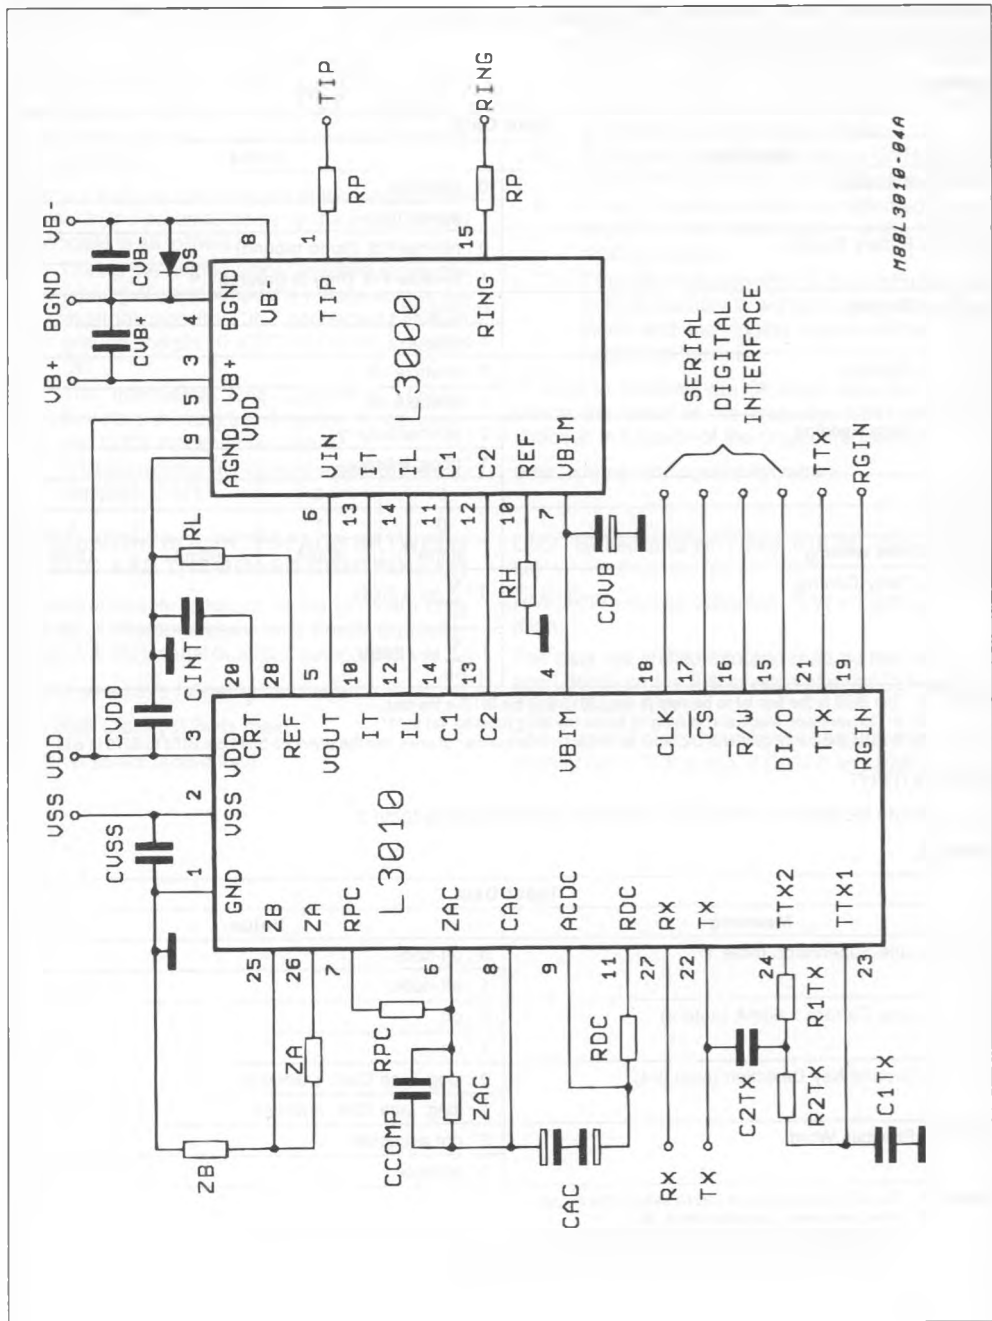 VSS
VDD
VB+
BGND
VB-
CVSS
CVDD
CVB+
CVB-
DS
1
2
3
9
5
3
4
8
GND
VSS
VDD
AGND
VDD
VB+
BGND
VB-
CINT
RL
ZB
ZA
25
26
7
6
8
9
11
27
22
24
23
ZB
ZA
RPC
ZAC
CAC
ACDC
RDC
RX
TX
TTX2
TTX1
L3010
CRT
REF
VOUT
IT
IL
C1
C2
VBIM
CLK
CS
R/W
DI/O
TTX
RGIN
20
28
5
10
12
14
13
4
18
17
16
15
21
19
CCOMP
RPC
ZAC
CAC
RDC
RX
TX
C2TX
R1TX
R2TX
C1TX
RH
CDVB
6
13
14
11
12
10
7
VIN
IT
IL
C1
C2
REF
VBIM
L3000
TIP
RING
1
15
RP
RP
TIP
RING
SERIAL
DIGITAL
INTERFACE
TTX
RGIN
M88L3010-04A